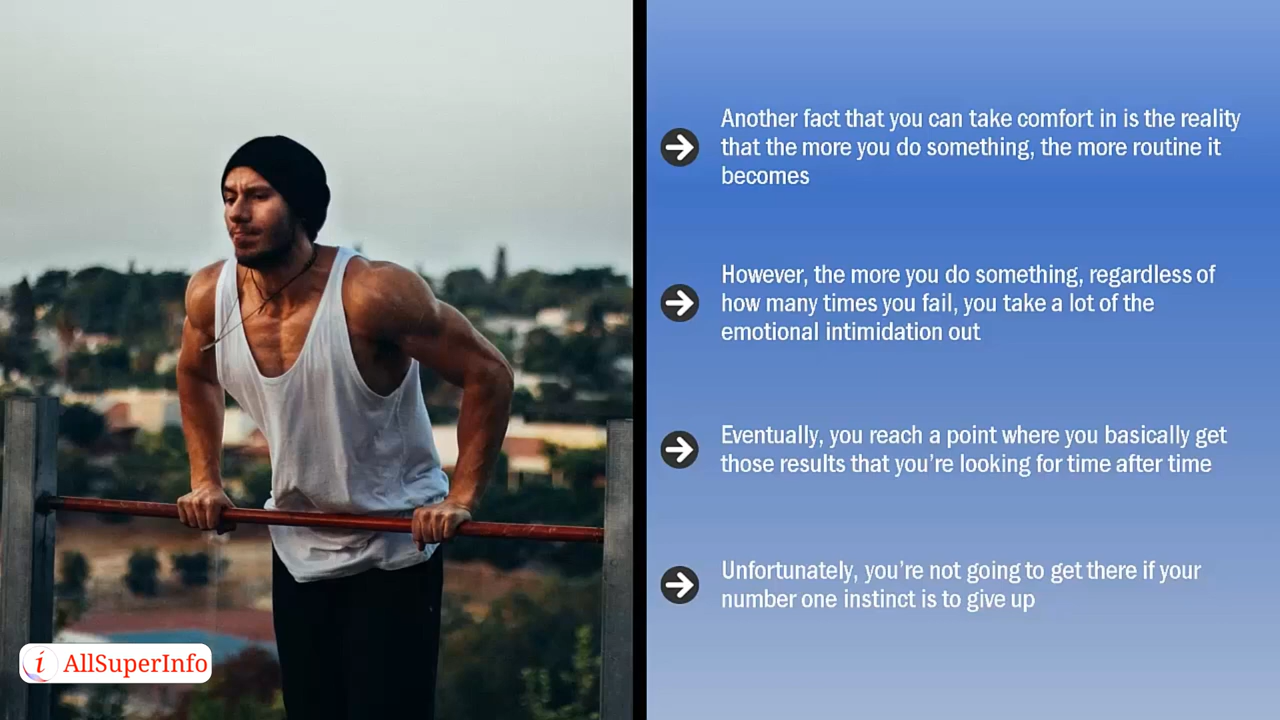 Another fact that you can take comfort in is the reality
that the more you do something, the more routine it
becomes
However, the more you do something, regardless of
how many times you fail, you take a lot of the
emotional intimidation out
Eventually, you reach a point where you basically get
those results that you're looking for time after time
Unfortunately, you're not going to get there if your
number one instinct is to give up
i AllSuperInfo